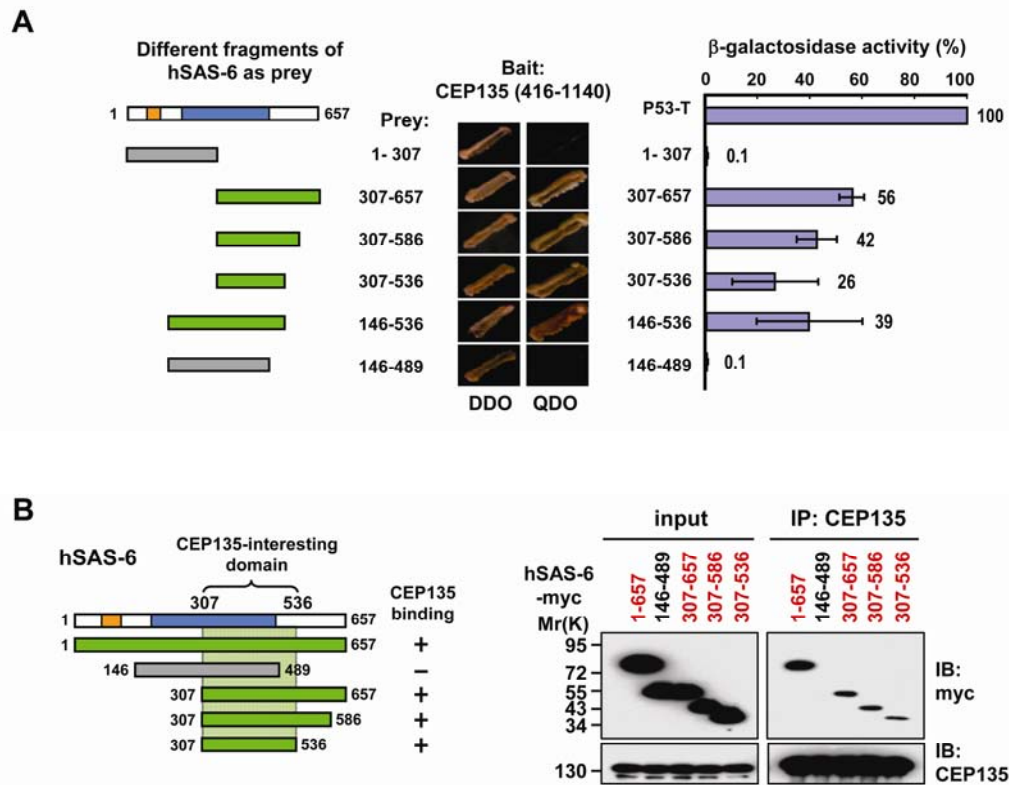 A
Different fragments of
hSAS-6 as prey
1 657
Bait:
CEP135 (416-1140)
Prey:
1- 307
307-657
307-586
307-536
146-536
146-489
DDO QDO
β-galactosidase activity (%)
0 20 40 60 80 100
P53-T 100
1- 307 0.1
307-657 56
307-586 42
307-536 26
146-536 39
146-489 0.1
B
hSAS-6
CEP135-interesting
domain
307 536
CEP135
binding
1 657
1 657 +
146 489 −
307 657 +
307 586 +
307 536 +
input IP: CEP135
hSAS-6
-myc
1-657 146-489 307-657 307-586 307-536
1-657 146-489 307-657 307-586 307-536
Mr(K)
95
72
55
43
34
130
IB:
myc
IB:
CEP135